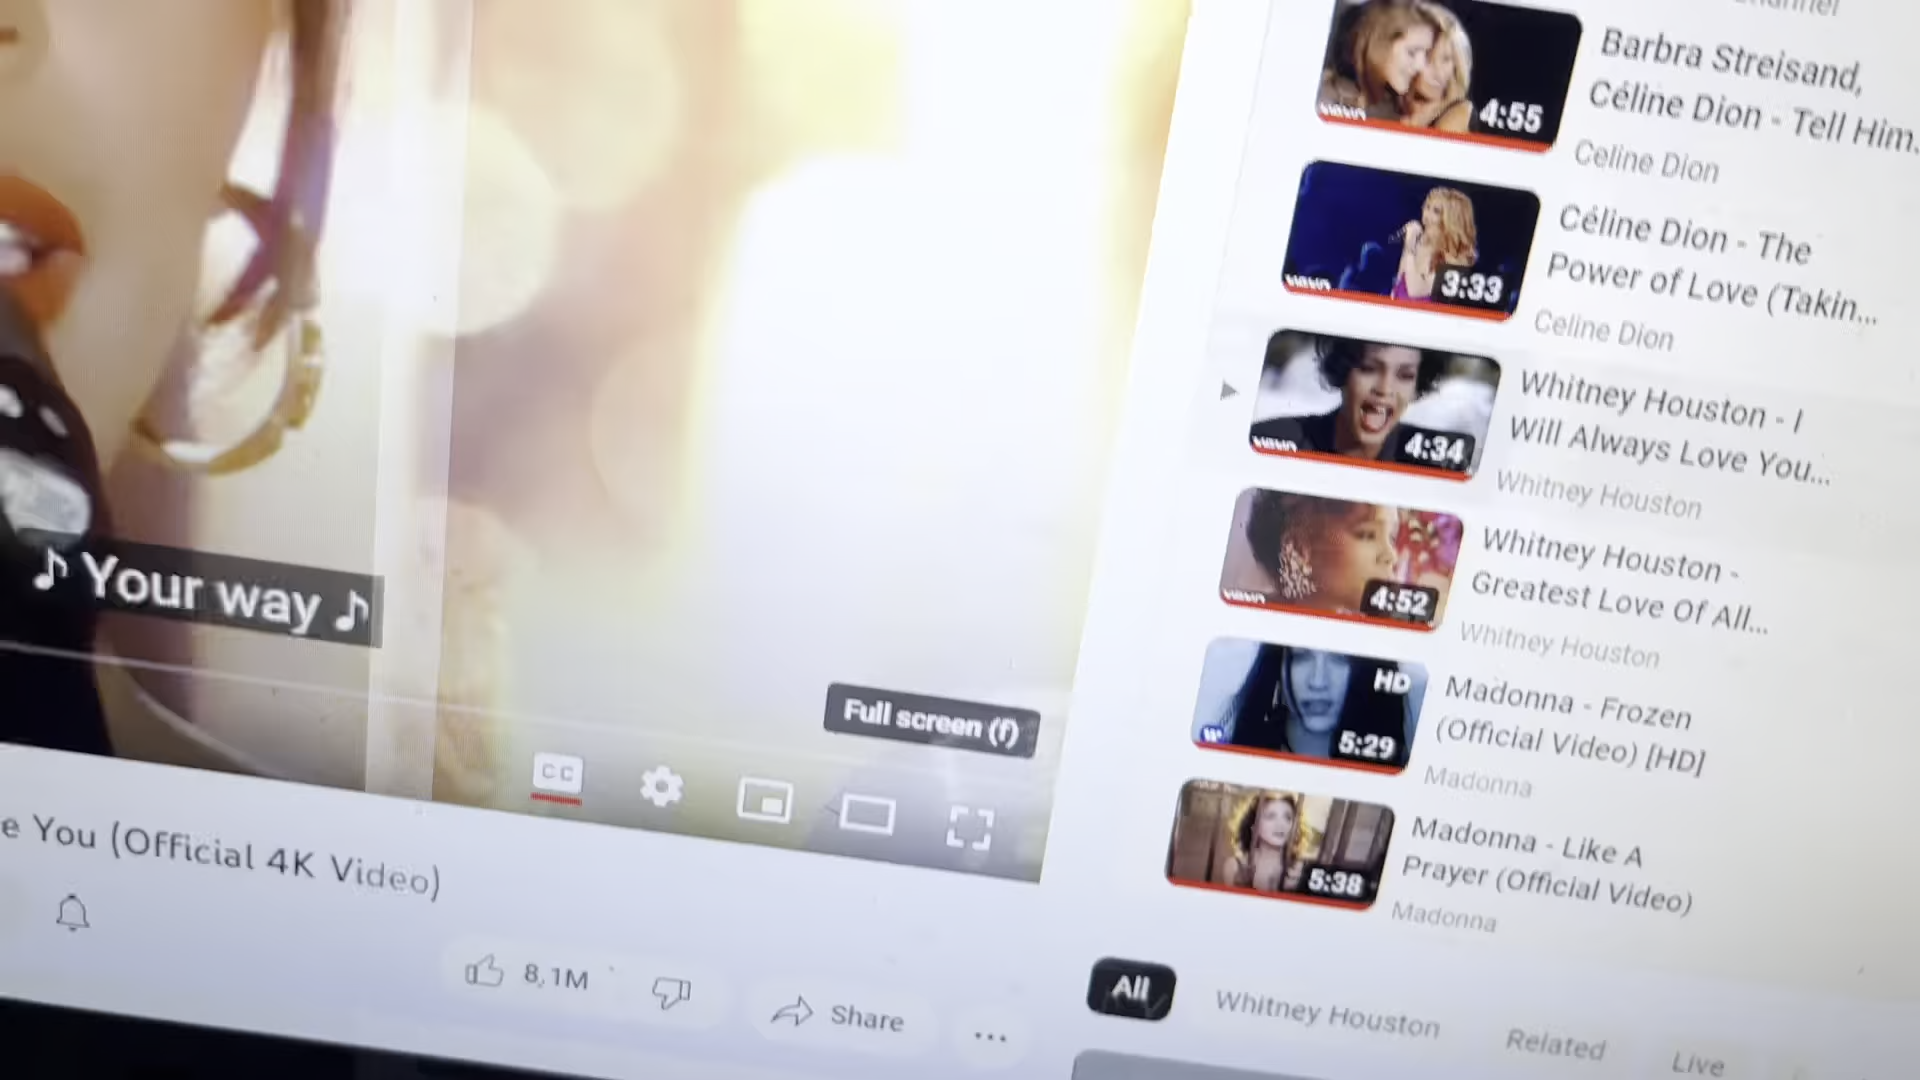 ♪ Your way ♪
Full screen (f)
CC
e You (Official 4K Video)
8,1M
Share
Barbra Streisand,
Céline Dion - Tell Him.
Celine Dion
4:55
Céline Dion - The
Power of Love (Takin...
Celine Dion
3:33
Whitney Houston - I
Will Always Love You...
Whitney Houston
4:34
Whitney Houston -
Greatest Love Of All...
Whitney Houston
4:52
Madonna - Frozen
(Official Video) [HD]
Madonna
HD
5:29
Madonna - Like A
Prayer (Official Video)
Madonna
5:38
All
Whitney Houston
Related
Live